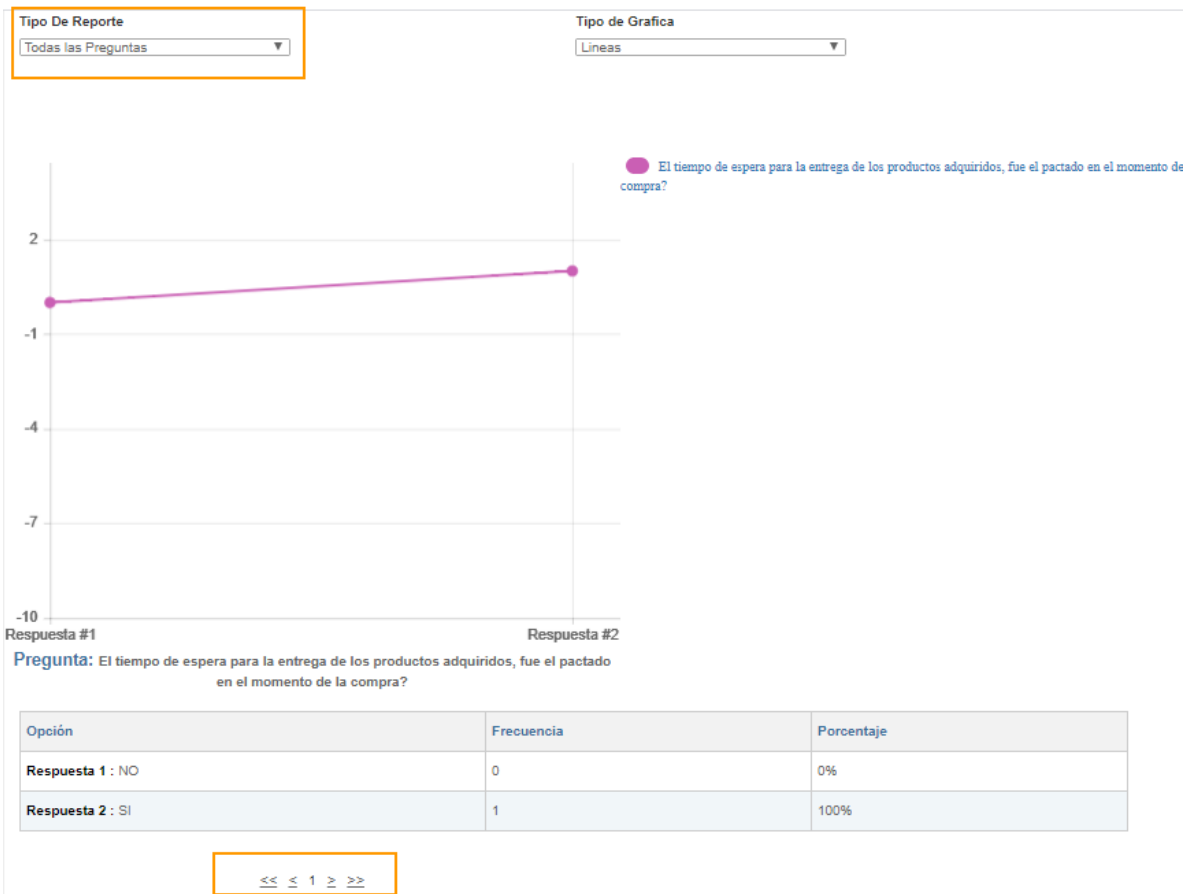 Tipo De Reporte
Tipo de Grafica
Todas las Preguntas
Lineas
El tiempo de espera para la entrega de los productos adquiridos, fue el pactado en el momento de
compra?
2
-1
-4
-7
-10
Respuesta #1
Respuesta #2
Pregunta: El tiempo de espera para la entrega de los productos adquiridos, fue el pactado
en el momento de la compra?
Opción Frecuencia Porcentaje
Respuesta 1 : NO 0 0%
Respuesta 2 : SI 1 100%
<< < 1 > >>